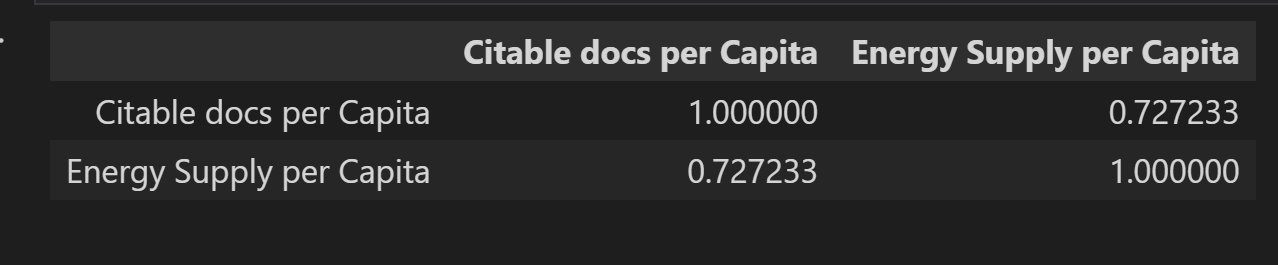 Citable docs per Capita Energy Supply per Capita
Citable docs per Capita 1.000000 0.727233
Energy Supply per Capita 0.727233 1.000000